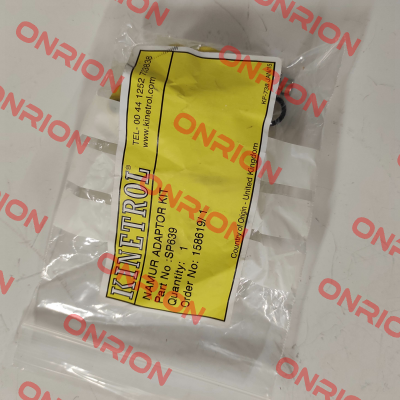 KINETROL®
TEL- 00 44 1252 733838
www.kinetrol.com
NAMUR ADAPTOR KIT
Part No :SP639
Quantity: 1
Order No: 158619/ 1
Country of Origin - United Kingdom
ONRION
ONRION
ONRION
ONRION
ONRION
ONRION
ONRION
ONRION
ONRION